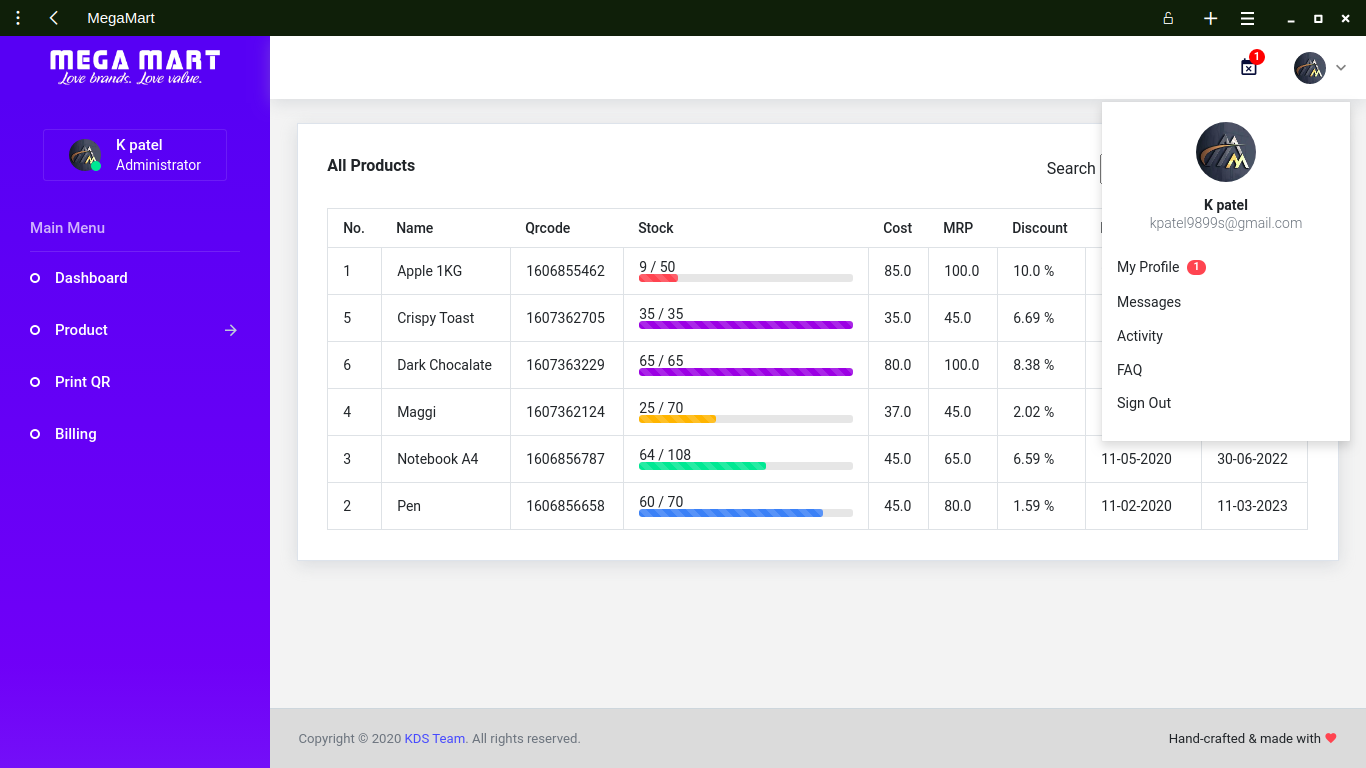 MegaMart
MEGA MART
Love brands. Love value.
1
K patel
Administrator
Main Menu
Dashboard
Product
Print QR
Billing
All Products
Search
No. Name Qrcode Stock Cost MRP Discount
1 Apple 1KG 1606855462 9 / 50 85.0 100.0 10.0 %
5 Crispy Toast 1607362705 35 / 35 35.0 45.0 6.69 %
6 Dark Chocalate 1607363229 65 / 65 80.0 100.0 8.38 %
4 Maggi 1607362124 25 / 70 37.0 45.0 2.02 %
3 Notebook A4 1606856787 64 / 108 45.0 65.0 6.59 % 11-05-2020 30-06-2022
2 Pen 1606856658 60 / 70 45.0 80.0 1.59 % 11-02-2020 11-03-2023
K patel
kpatel9899s@gmail.com
My Profile 1
Messages
Activity
FAQ
Sign Out
Copyright © 2020 KDS Team. All rights reserved.
Hand-crafted & made with